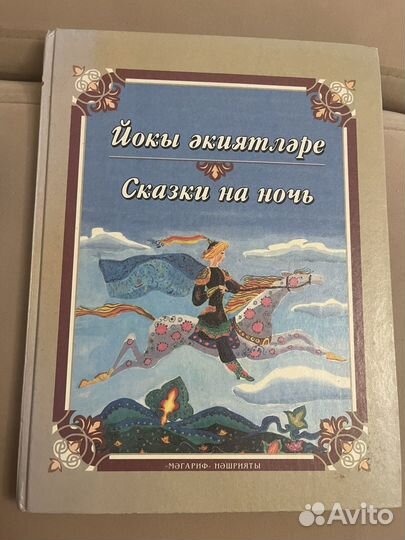 Йокы әкиятләре
Сказки на ночь
«МӘГАРИФ» НӘШРИЯТЫ
Avito